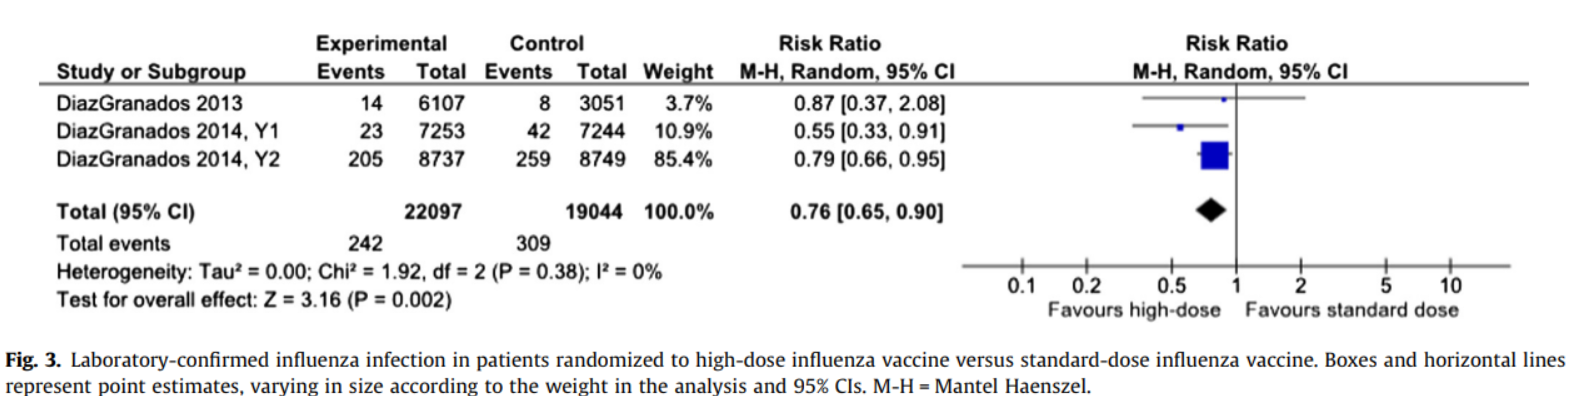 Experimental Control Risk Ratio Risk Ratio
Study or Subgroup Events Total Events Total Weight M-H, Random, 95% CI M-H, Random, 95% CI
DiazGranados 2013 14 6107 8 3051 3.7% 0.87 [0.37, 2.08]
DiazGranados 2014, Y1 23 7253 42 7244 10.9% 0.55 [0.33, 0.91]
DiazGranados 2014, Y2 205 8737 259 8749 85.4% 0.79 [0.66, 0.95]
Total (95% CI) 22097 19044 100.0% 0.76 [0.65, 0.90]
Total events 242 309
Heterogeneity: Tau² = 0.00; Chi² = 1.92, df = 2 (P = 0.38); I² = 0%
Test for overall effect: Z = 3.16 (P = 0.002)
0.1 0.2 0.5 1 2 5 10
Favours high-dose Favours standard dose
Fig. 3. Laboratory-confirmed influenza infection in patients randomized to high-dose influenza vaccine versus standard-dose influenza vaccine. Boxes and horizontal lines
represent point estimates, varying in size according to the weight in the analysis and 95% CIs. M-H = Mantel Haenszel.